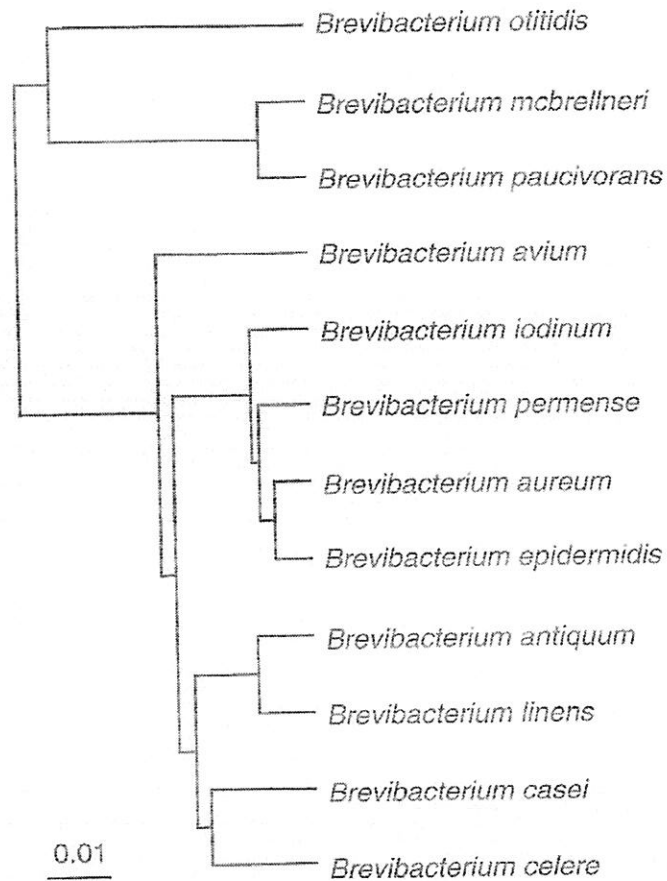 Brevibacterium otitidis
Brevibacterium mcbrellneri
Brevibacterium paucivorans
Brevibacterium avium
Brevibacterium iodinum
Brevibacterium permense
Brevibacterium aureum
Brevibacterium epidermidis
Brevibacterium antiquum
Brevibacterium linens
Brevibacterium casei
Brevibacterium celere
0.01